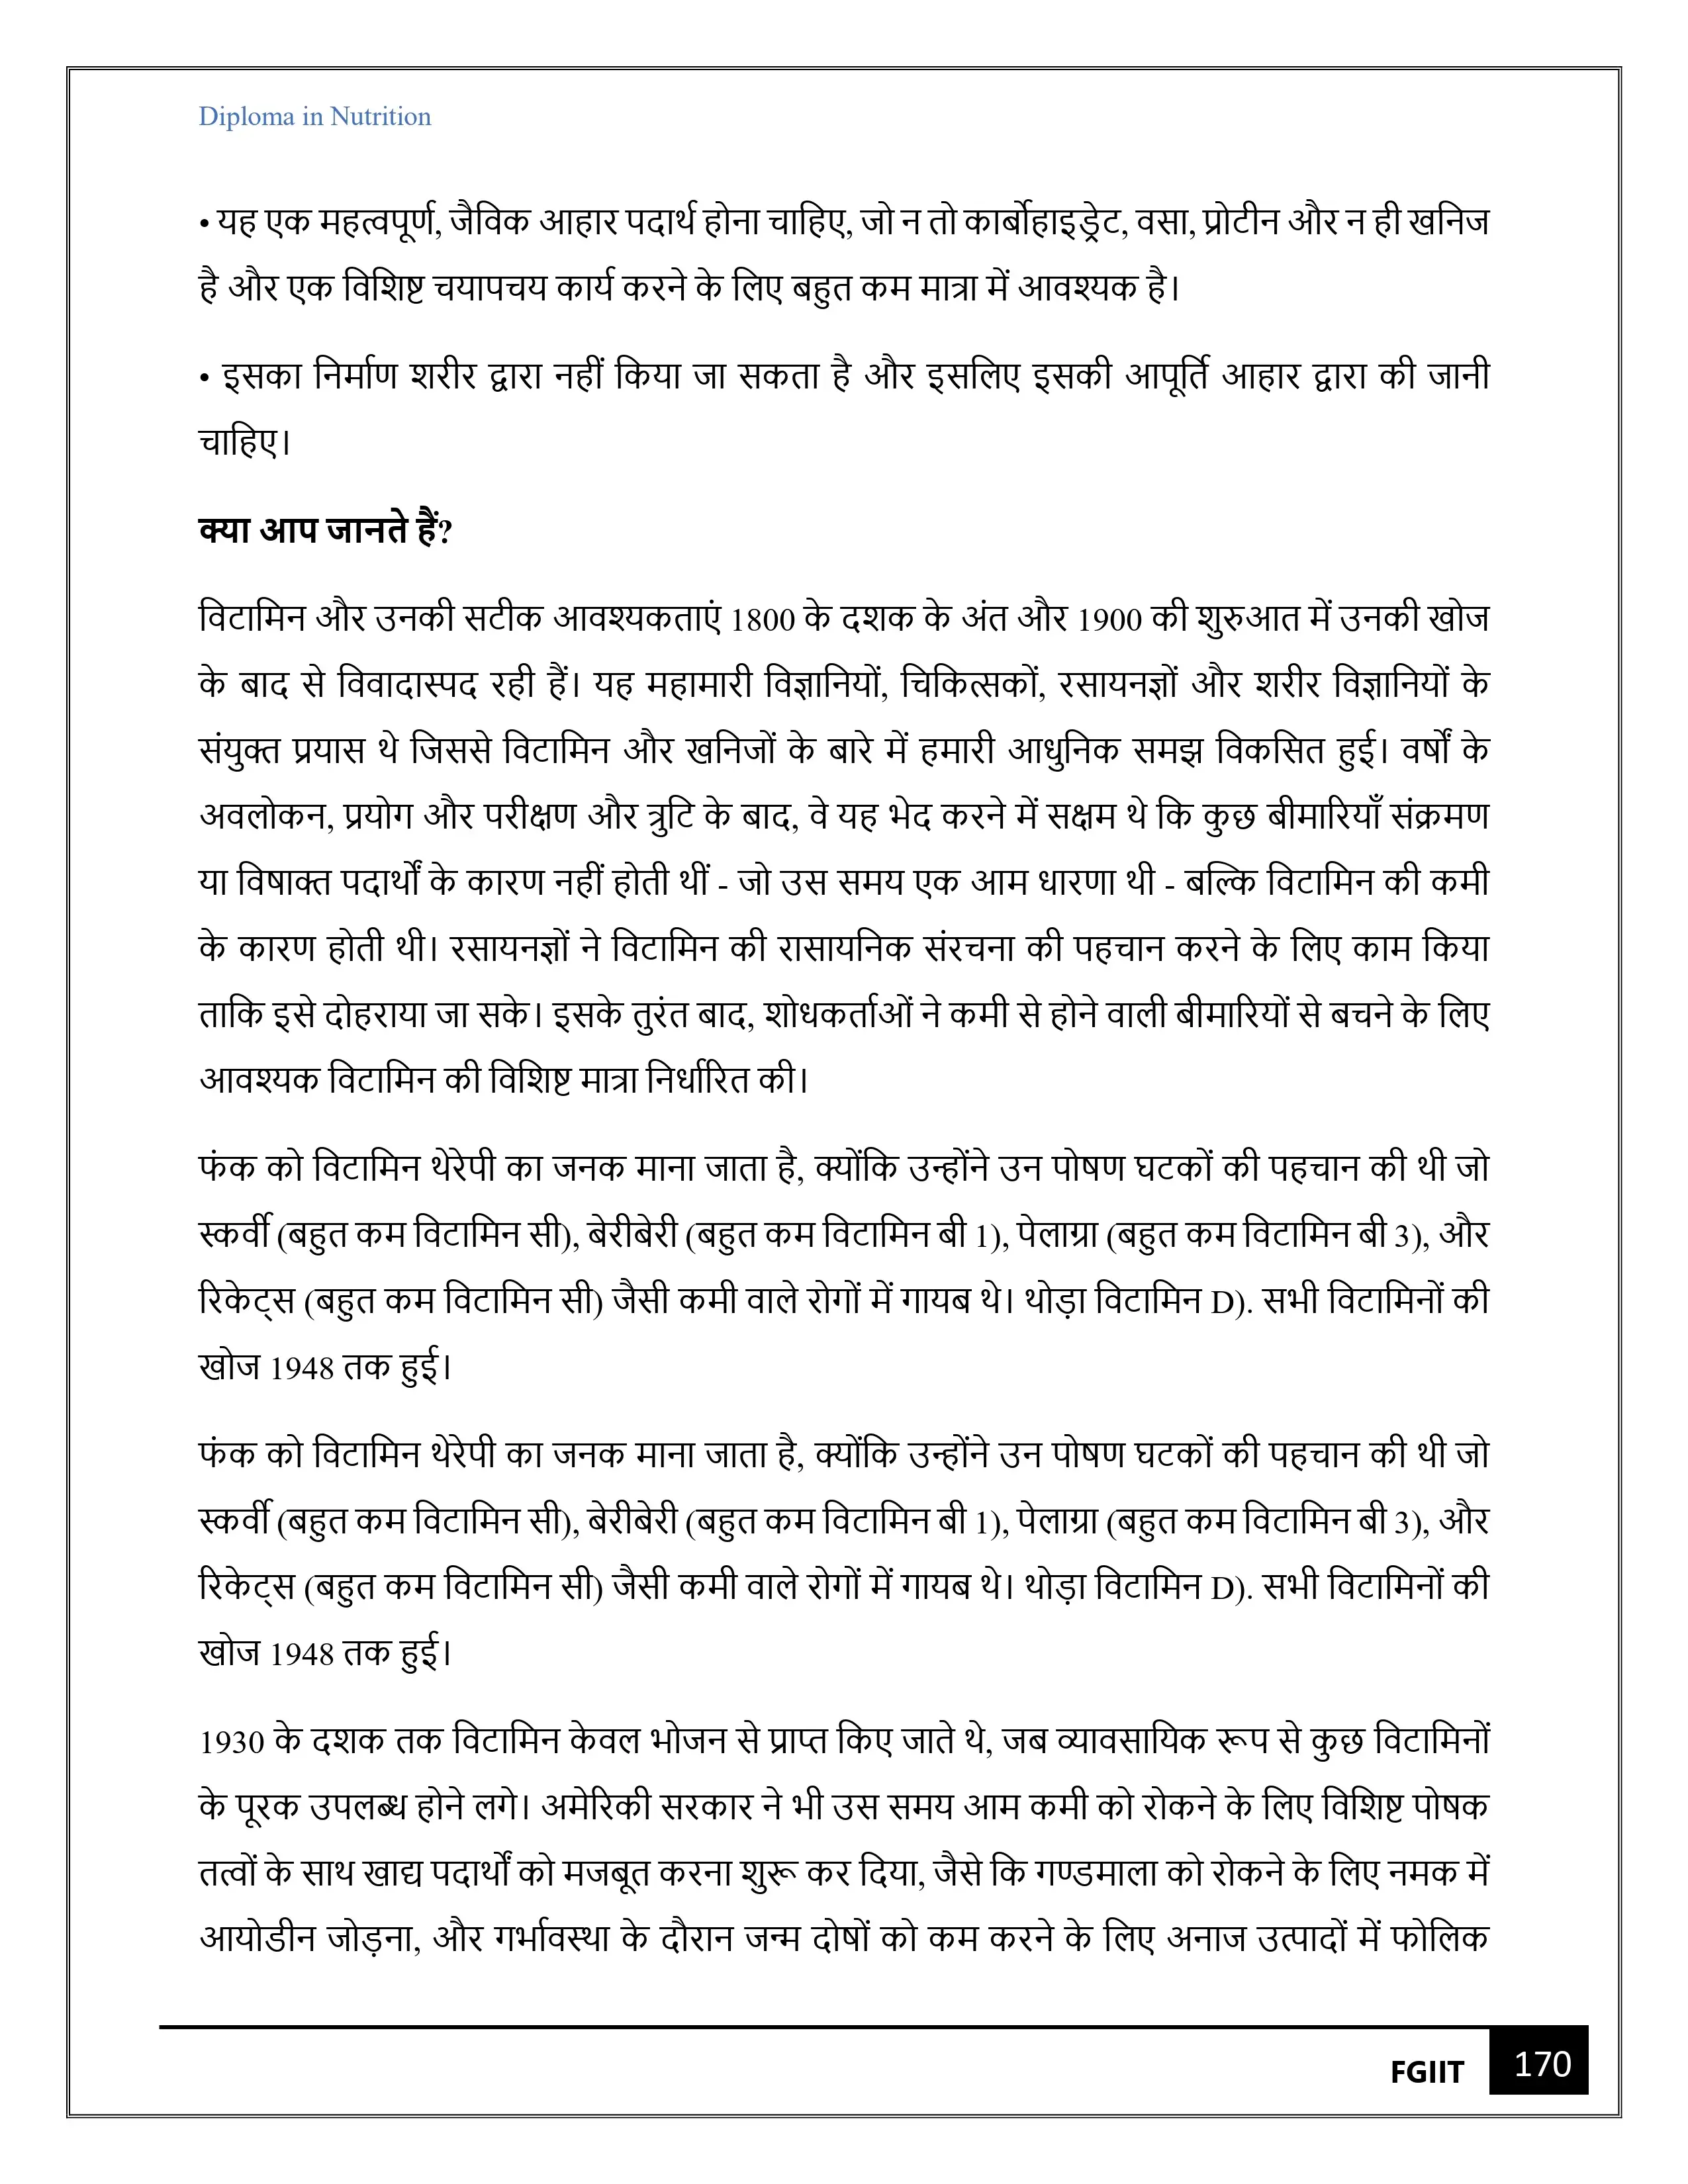 Diploma in Nutrition
• यह एक महत्वपूर्ण, जैविक आहार पदार्थ होना चाहिए, जो न तो कार्बोहाइड्रेट, वसा, प्रोटीन और न ही खनिज
है और एक विशिष्ट चयापचय कार्य करने के लिए बहुत कम मात्रा में आवश्यक है।
• इसका निर्माण शरीर द्वारा नहीं किया जा सकता है और इसलिए इसकी आपूर्ति आहार द्वारा की जानी
चाहिए।
क्या आप जानते हैं?
विटामिन और उनकी सटीक आवश्यकताएं 1800 के दशक के अंत और 1900 की शुरुआत में उनकी खोज
के बाद से विवादास्पद रही हैं। यह महामारी विज्ञानियों, चिकित्सकों, रसायनज्ञों और शरीर विज्ञानियों के
संयुक्त प्रयास थे जिससे विटामिन और खनिजों के बारे में हमारी आधुनिक समझ विकसित हुई। वर्षों के
अवलोकन, प्रयोग और परीक्षण और त्रुटि के बाद, वे यह भेद करने में सक्षम थे कि कुछ बीमारियाँ संक्रमण
या विषाक्त पदार्थों के कारण नहीं होती थीं - जो उस समय एक आम धारणा थी - बल्कि विटामिन की कमी
के कारण होती थी। रसायनज्ञों ने विटामिन की रासायनिक संरचना की पहचान करने के लिए काम किया
ताकि इसे दोहराया जा सके। इसके तुरंत बाद, शोधकर्ताओं ने कमी से होने वाली बीमारियों से बचने के लिए
आवश्यक विटामिन की विशिष्ट मात्रा निर्धारित की।
फंक को विटामिन थेरेपी का जनक माना जाता है, क्योंकि उन्होंने उन पोषण घटकों की पहचान की थी जो
स्कर्वी (बहुत कम विटामिन सी), बेरीबेरी (बहुत कम विटामिन बी 1), पेलाग्रा (बहुत कम विटामिन बी 3), और
रिकेट्स (बहुत कम विटामिन सी) जैसी कमी वाले रोगों में गायब थे। थोड़ा विटामिन D). सभी विटामिनों की
खोज 1948 तक हुई।
फंक को विटामिन थेरेपी का जनक माना जाता है, क्योंकि उन्होंने उन पोषण घटकों की पहचान की थी जो
स्कर्वी (बहुत कम विटामिन सी), बेरीबेरी (बहुत कम विटामिन बी 1), पेलाग्रा (बहुत कम विटामिन बी 3), और
रिकेट्स (बहुत कम विटामिन सी) जैसी कमी वाले रोगों में गायब थे। थोड़ा विटामिन D). सभी विटामिनों की
खोज 1948 तक हुई।
1930 के दशक तक विटामिन केवल भोजन से प्राप्त किए जाते थे, जब व्यावसायिक रूप से कुछ विटामिनों
के पूरक उपलब्ध होने लगे। अमेरिकी सरकार ने भी उस समय आम कमी को रोकने के लिए विशिष्ट पोषक
तत्वों के साथ खाद्य पदार्थों को मजबूत करना शुरू कर दिया, जैसे कि गण्डमाला को रोकने के लिए नमक में
आयोडीन जोड़ना, और गर्भावस्था के दौरान जन्म दोषों को कम करने के लिए अनाज उत्पादों में फोलिक
FGIIT 170